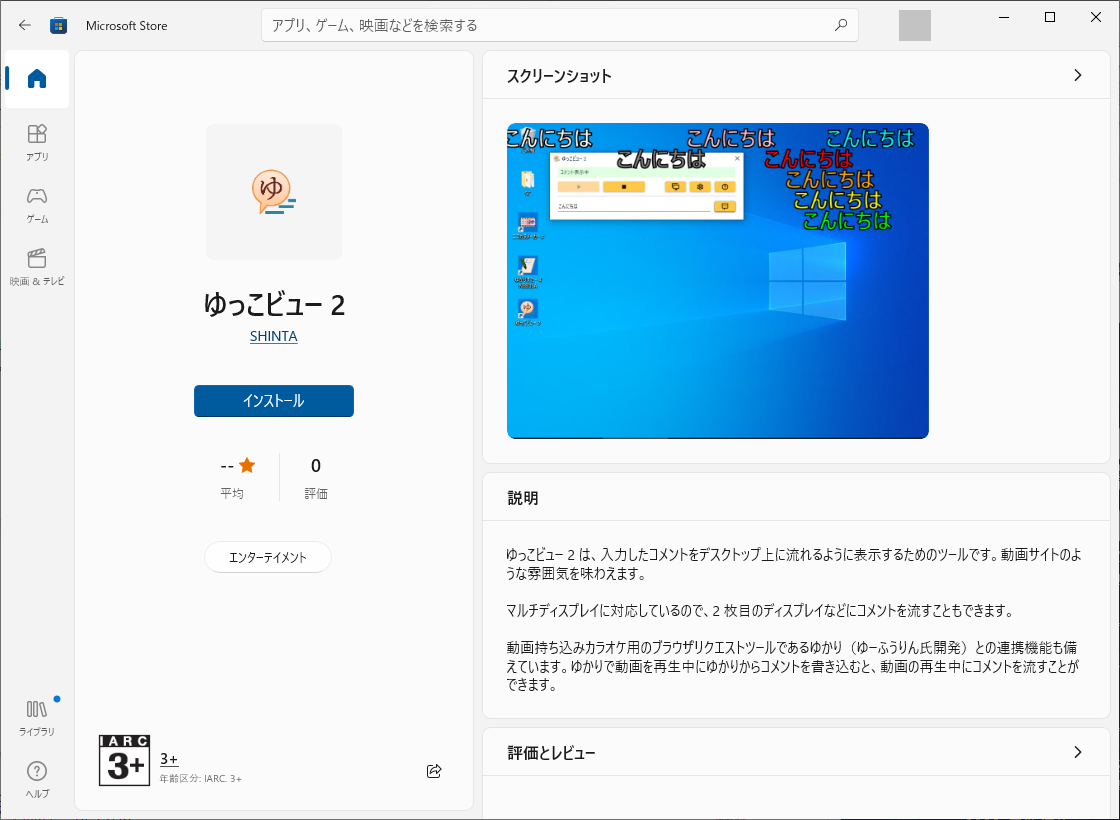 Microsoft Store
アプリ、ゲーム、映画などを検索する
アプリ
ゲーム
映画 & テレビ
ライブラリ
ヘルプ
ゆ
ゆっこビュー 2
SHINTA
インストール
--
平均
0
評価
エンターテイメント
IARC
3+
3+
年齢区分: IARC. 3+
スクリーンショット
こんにちは
こんにちは
こんにちは
こんにちは
こんにちは
こんにちは
こんにちは
こんにちは
ゆっこビュー 2
コメント表示中
こんにちは
説明
ゆっこビュー 2 は、入力したコメントをデスクトップ上に流れるように表示するためのツールです。動画サイトのよ
うな雰囲気を味わえます。
マルチディスプレイに対応しているので、2 枚目のディスプレイなどにコメントを流すこともできます。
動画持ち込みカラオケ用のブラウザリクエストツールであるゆかり（ゆーふうりん氏開発）との連携機能も備
えています。ゆかりで動画を再生中にゆかりからコメントを書き込むと、動画の再生中にコメントを流すことが
できます。
評価とレビュー